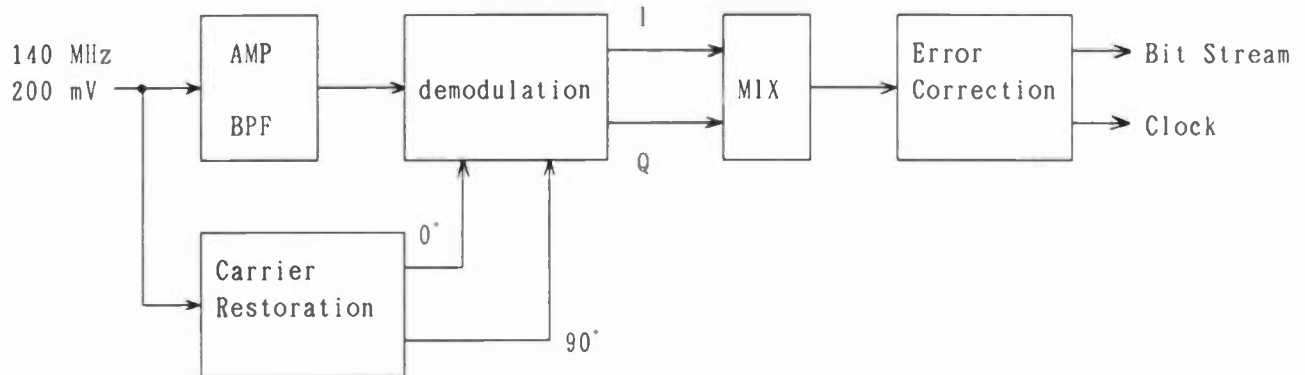 I
140 MHz
200 mV
AMP
BPF
demodulation
MIX
Error
Correction
Bit Stream
Clock
Q
0°
Carrier
Restoration
90°